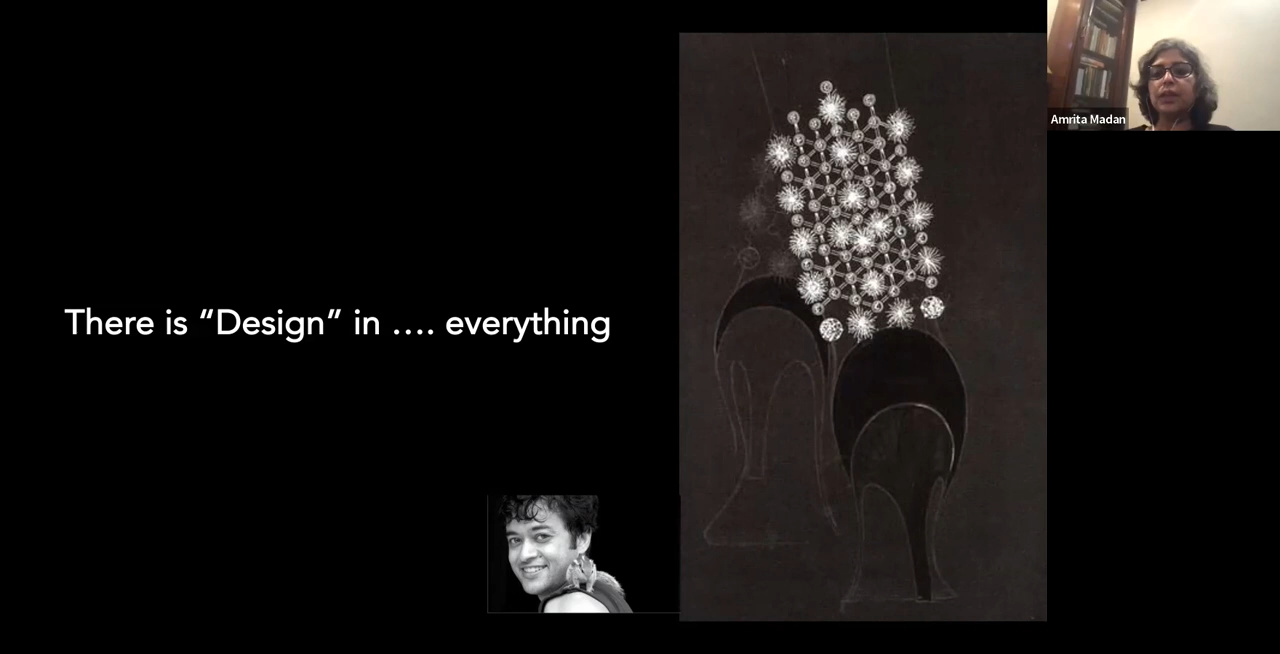 There is “Design” in .... everything
Amrita Madan